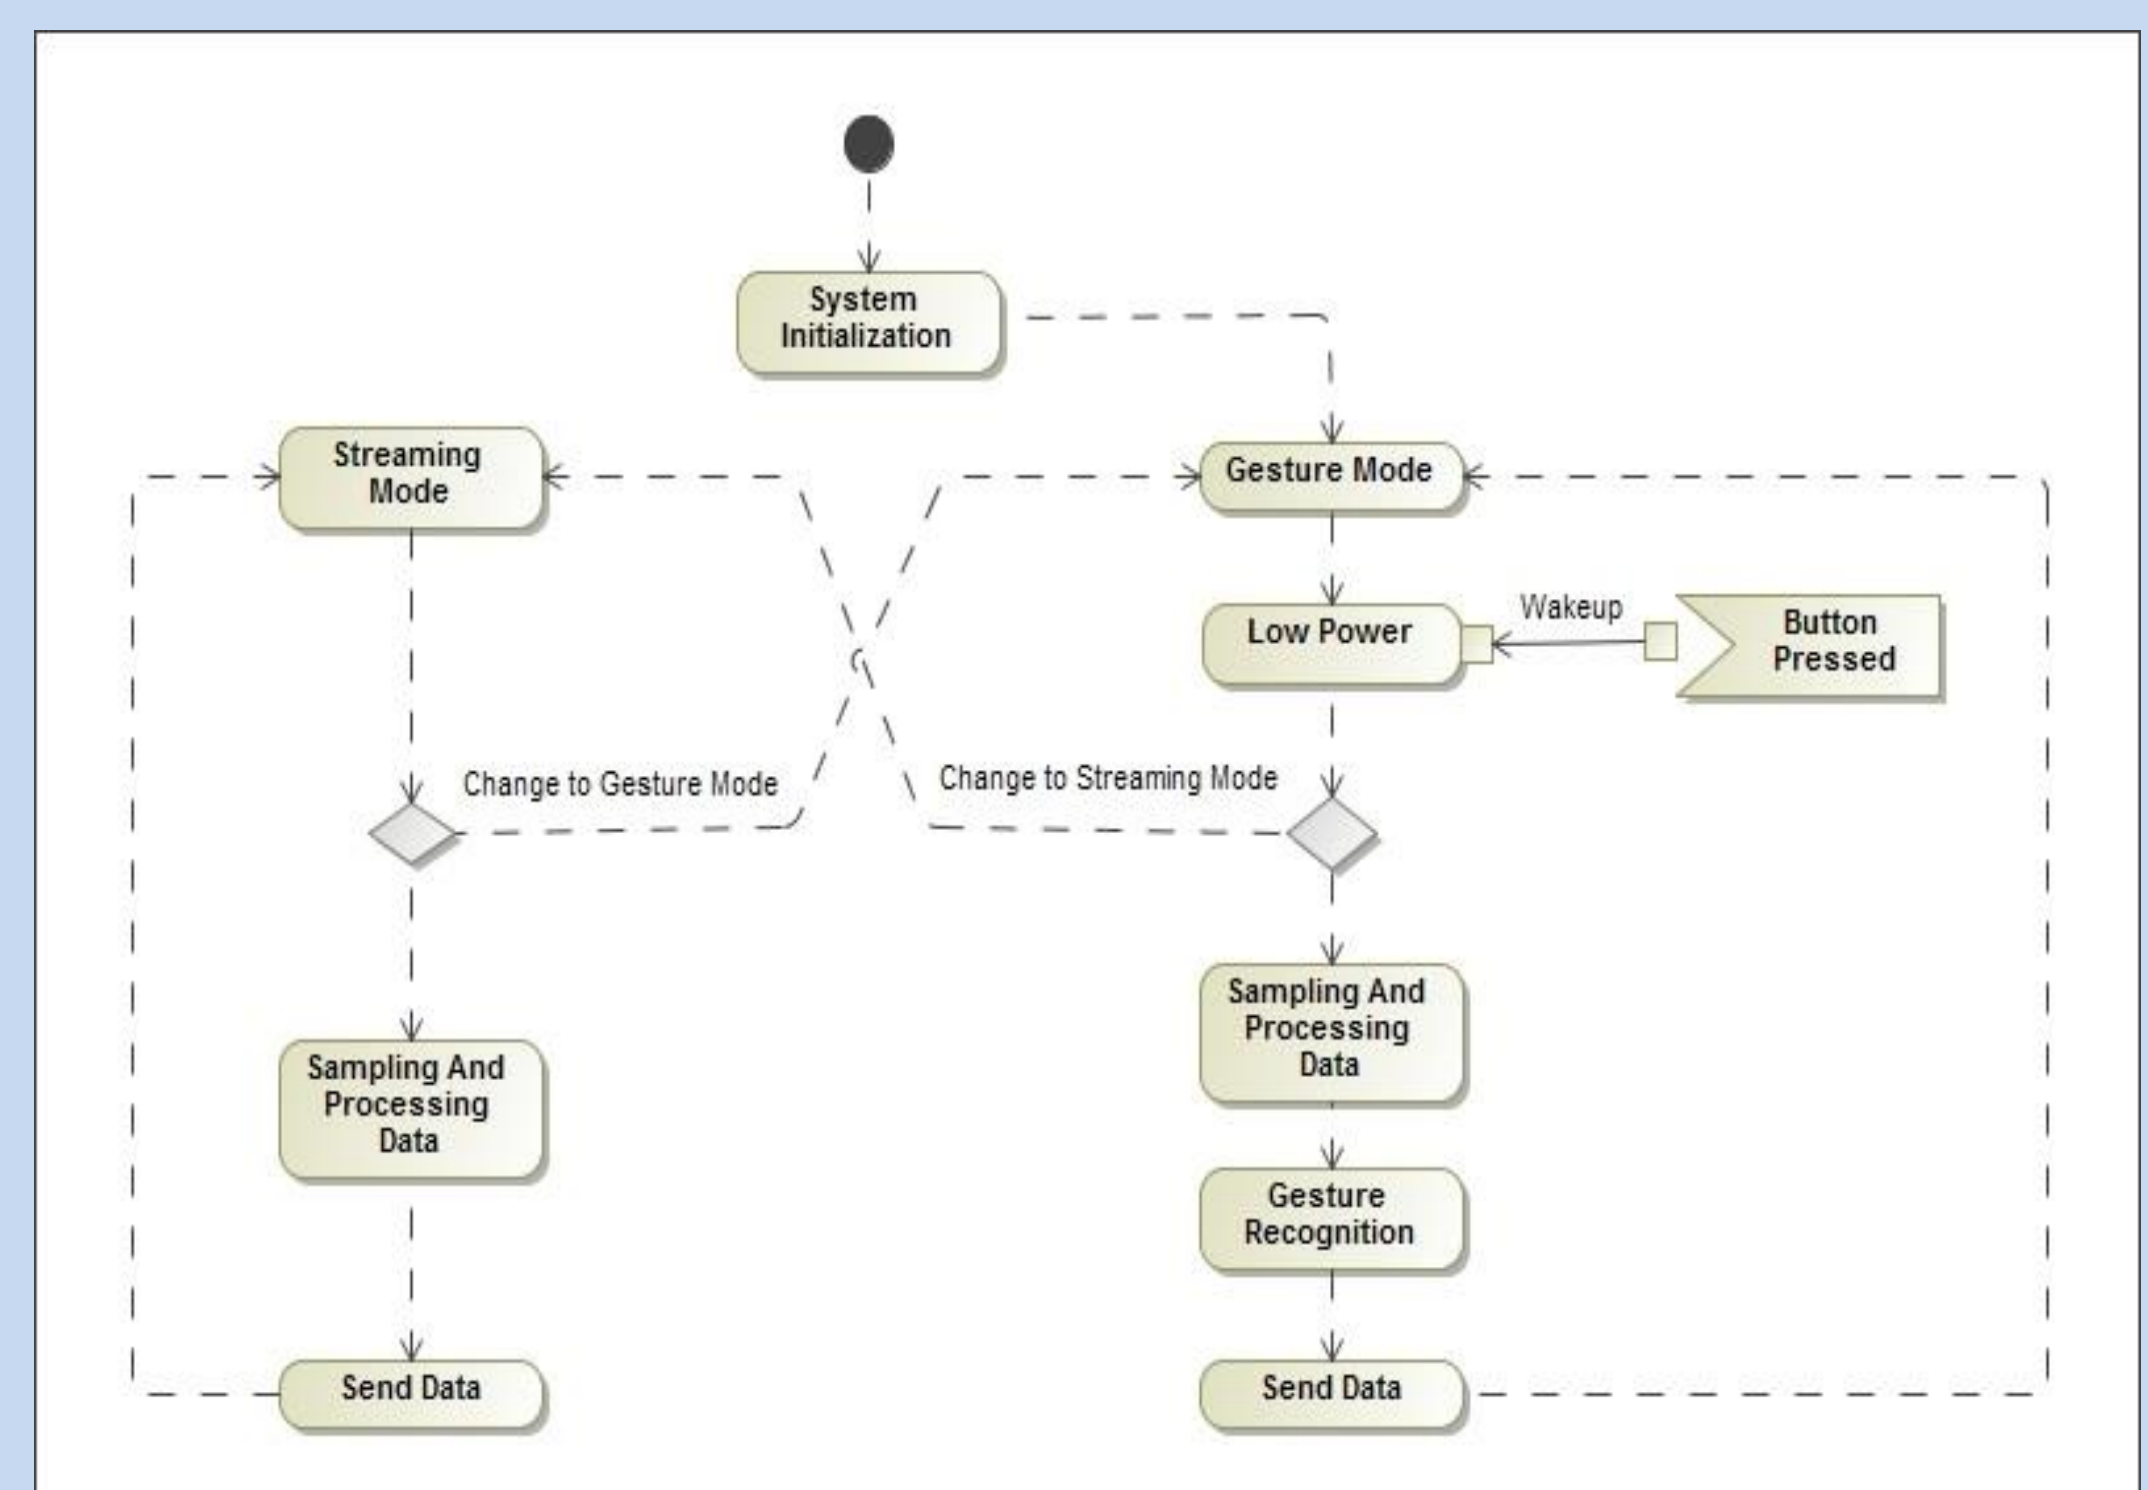 System
Initialization
Streaming
Mode
Gesture Mode
Low Power
Wakeup
Button
Pressed
Change to Gesture Mode
Change to Streaming Mode
Sampling And
Processing
Data
Sampling And
Processing
Data
Gesture
Recognition
Send Data
Send Data